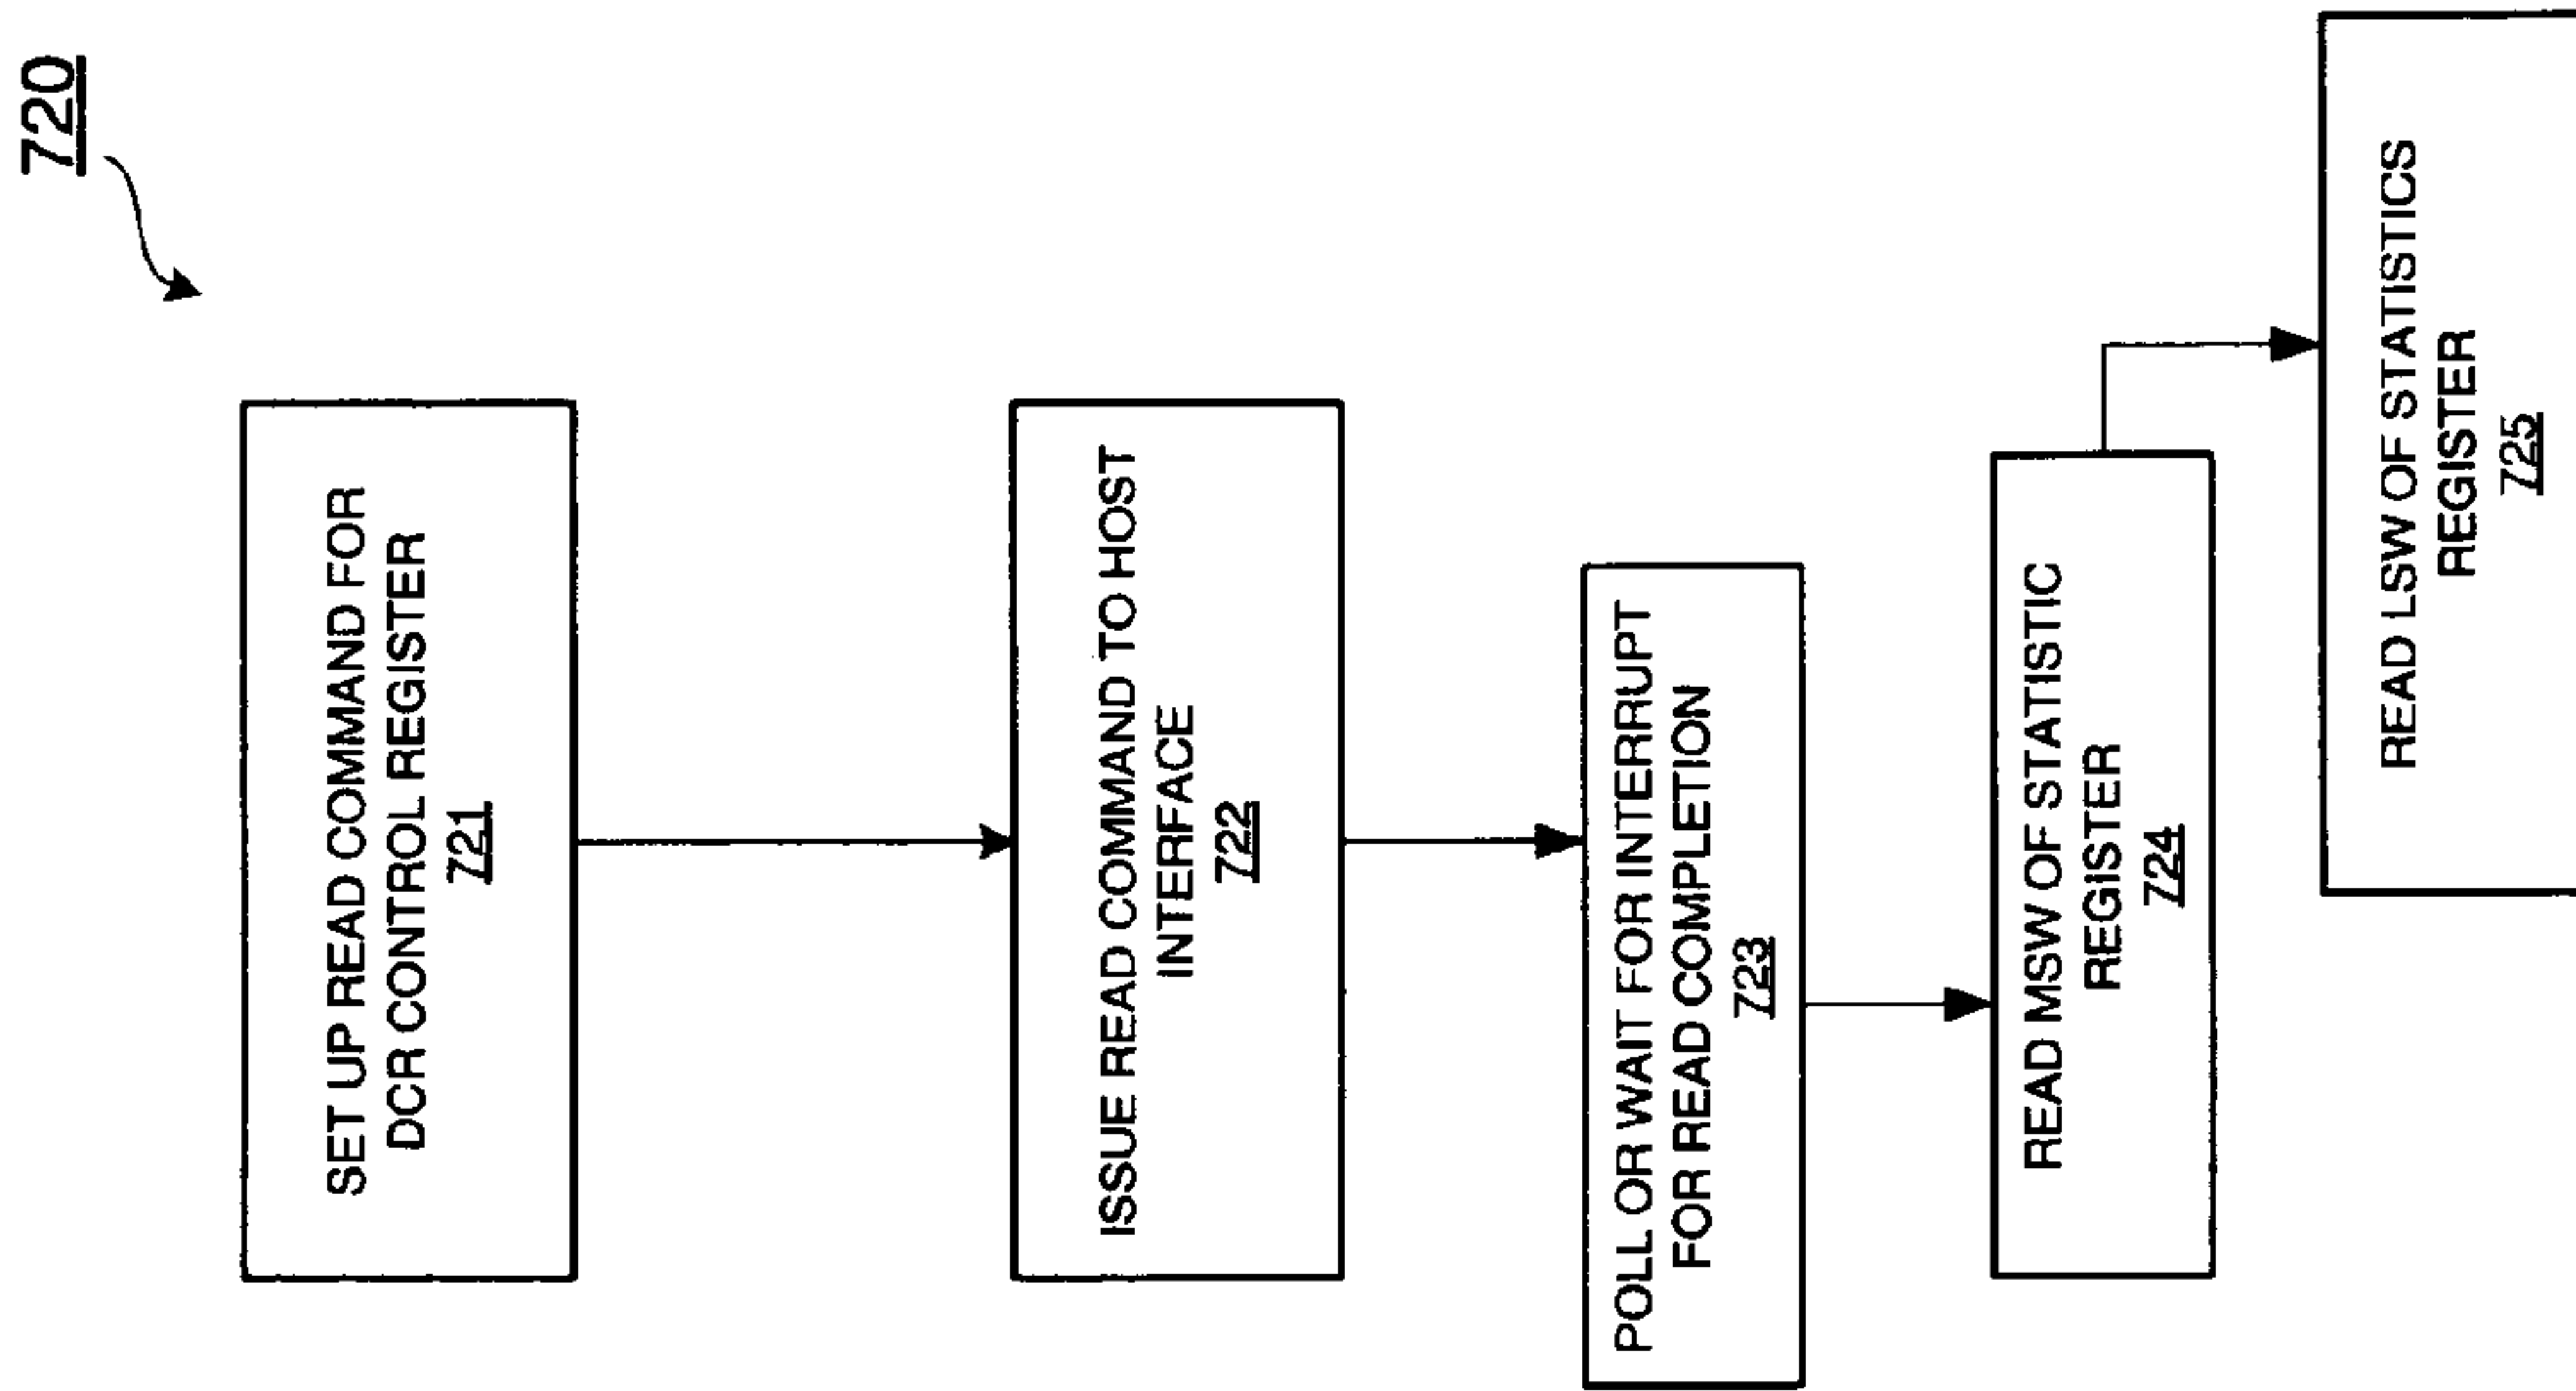 720
SET UP READ COMMAND FOR
DCR CONTROL REGISTER
721
ISSUE READ COMMAND TO HOST
INTERFACE
722
POLL OR WAIT FOR INTERRUPT
FOR READ COMPLETION
723
READ MSW OF STATISTIC
REGISTER
724
READ LSW OF STATISTICS
REGISTER
725